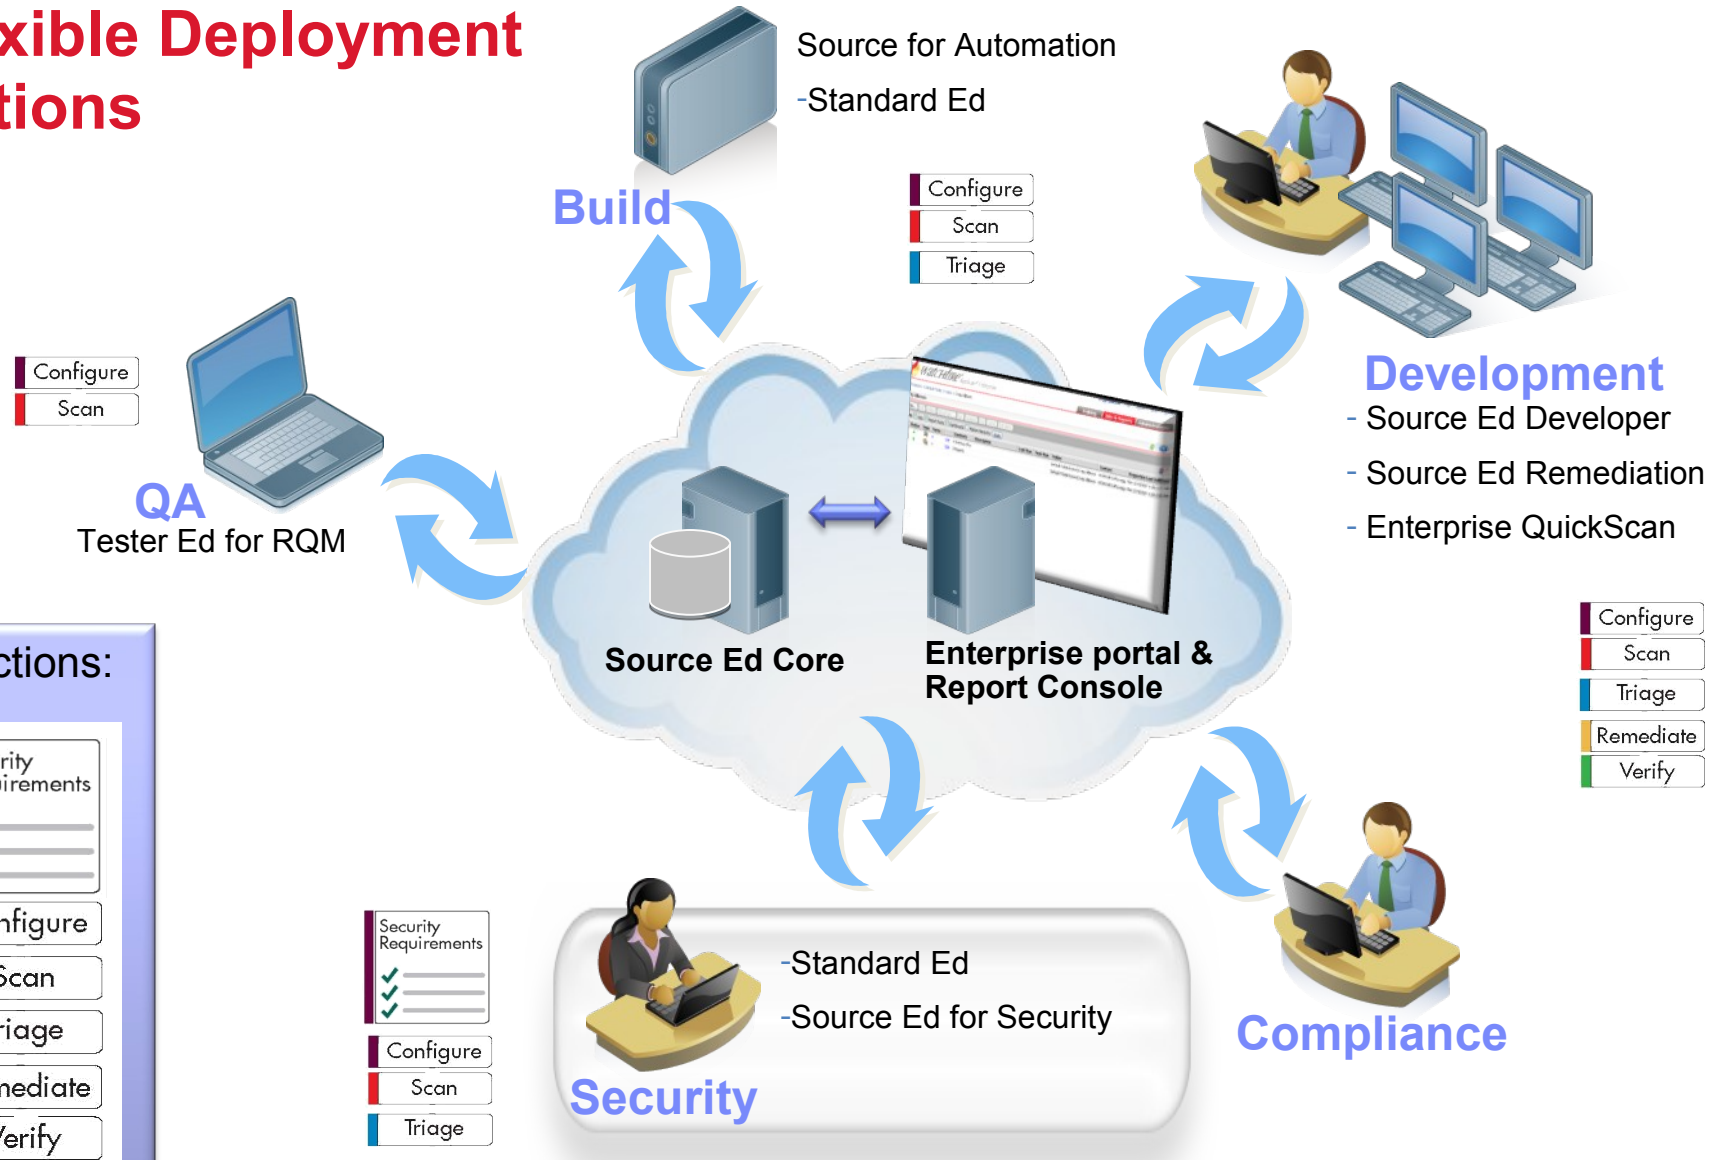 xible Deployment
tions
Source for Automation
-Standard Ed
Build
Configure
Scan
Triage
Configure
Scan
QA
Tester Ed for RQM
Development
- Source Ed Developer
- Source Ed Remediation
- Enterprise QuickScan
Source Ed Core
Enterprise portal &
Report Console
Configure
Scan
Triage
Remediate
Verify
ctions:
rity
uirements
nfigure
Scan
riage
mediate
Verify
Security
Requirements
Configure
Scan
Triage
-Standard Ed
-Source Ed for Security
Security
Compliance